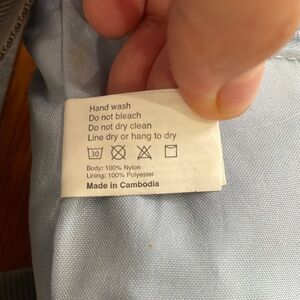 Hand wash
Do not bleach
Do not dry clean
Line dry or hang to dry
30
Body: 100% Nylon
Lining: 100% Polyester
Made in Cambodia